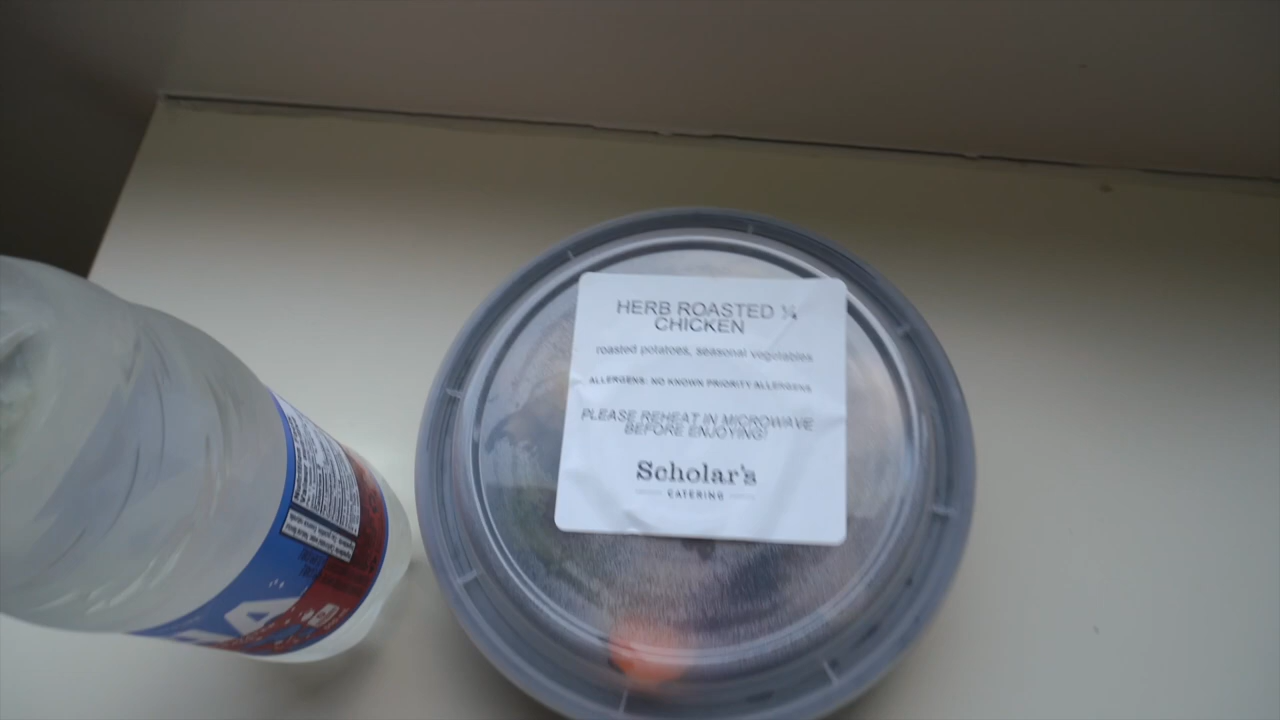 HERB ROASTED ¼
CHICKEN
roasted potatoes, seasonal vegetables
ALLERGENS: NO KNOWN PRIORITY ALLERGENS
PLEASE REHEAT IN MICROWAVE
BEFORE ENJOYING!
Scholar's
CATERING